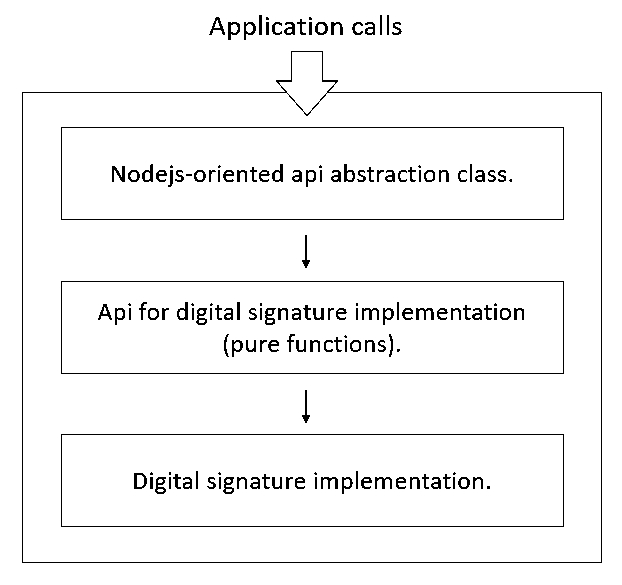 Application calls
Nodejs-oriented api abstraction class.
Api for digital signature implementation
(pure functions).
Digital signature implementation.